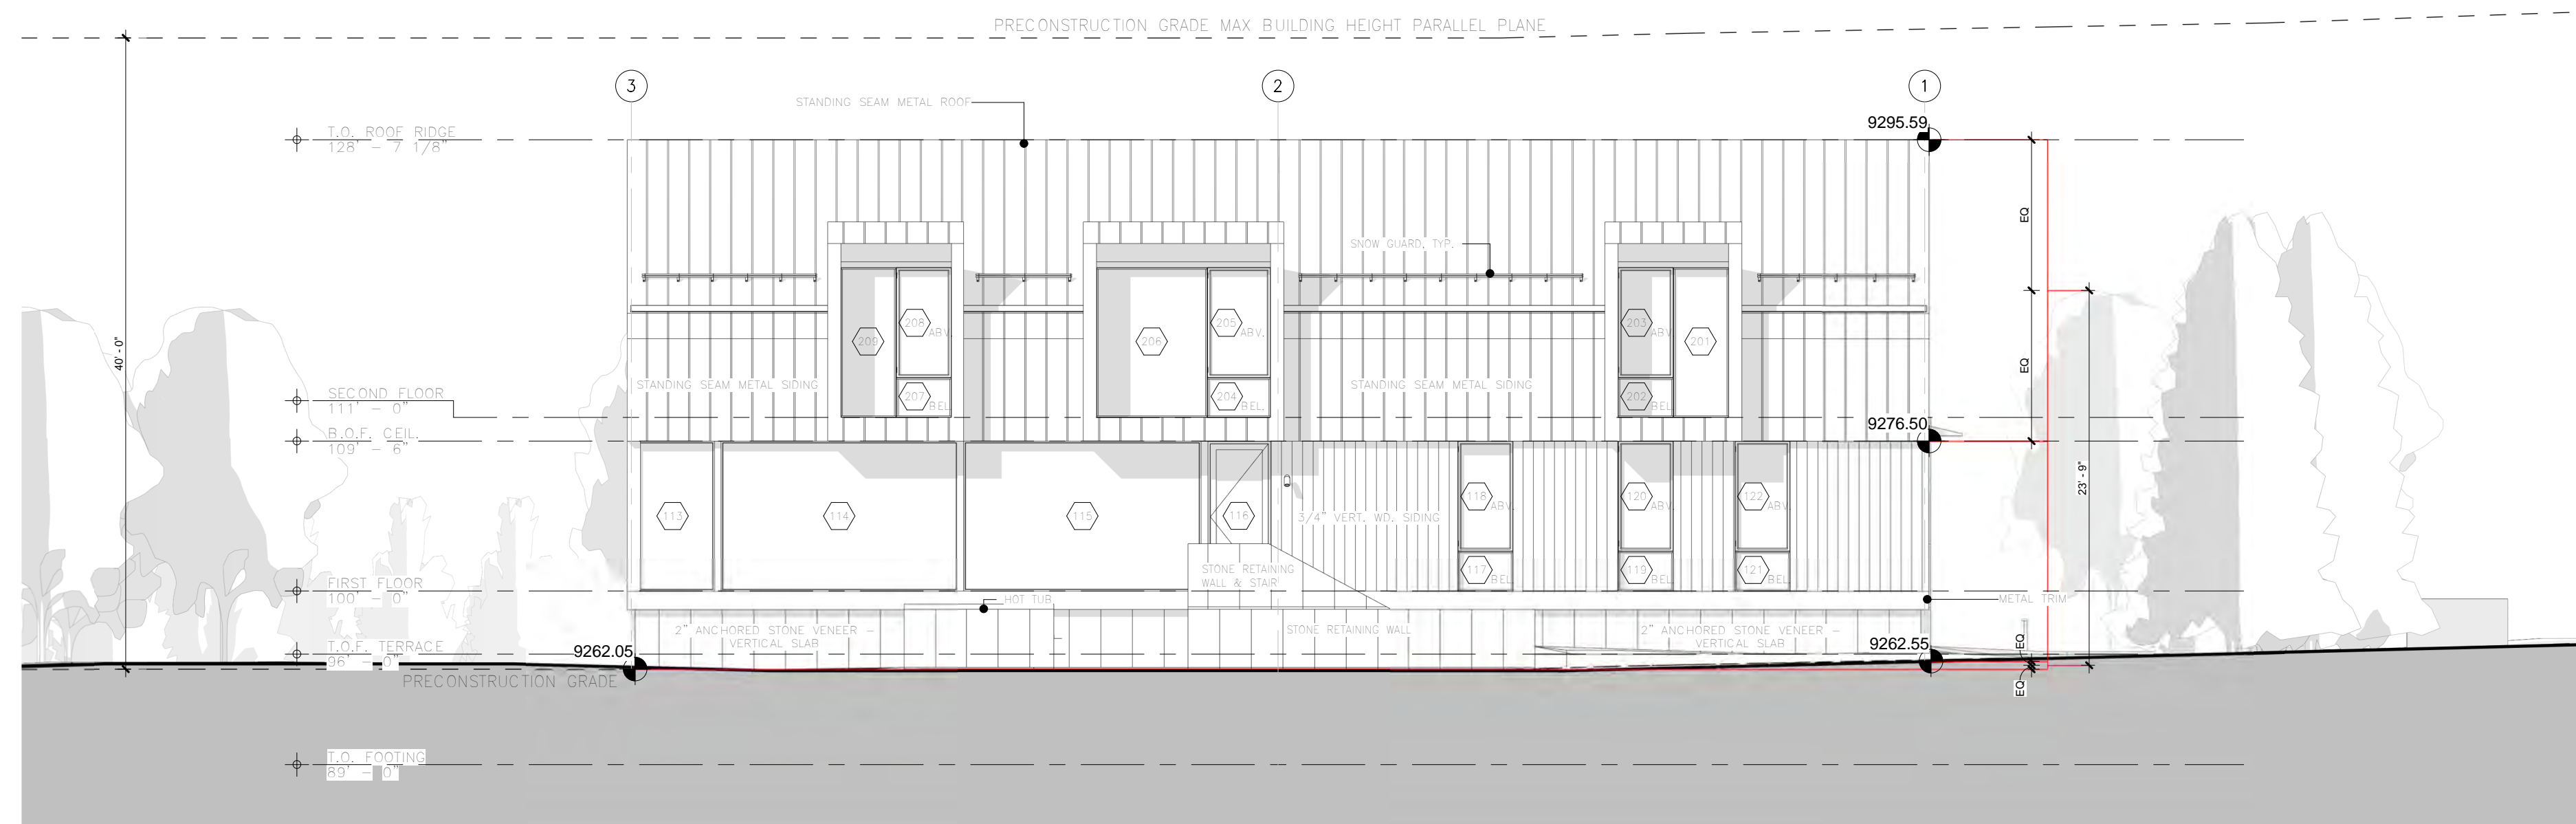 PRECONSTRUCTION GRADE MAX BUILDING HEIGHT PARALLEL PLANE
3
2
1
STANDING SEAM METAL ROOF
9295.59
T.O. ROOF RIDGE
128' - 7 1/8"
EQ
SNOW GUARD, TYP.
40' - 0"
208
ABV.
205
ABV.
203
ABV.
209
206
201
EQ
STANDING SEAM METAL SIDING
STANDING SEAM METAL SIDING
SECOND FLOOR
111' - 0"
207
BEL.
204
BEL.
202
BEL.
9276.50
B.O.F. CEIL.
109' - 6"
23' - 9"
118
ABV.
120
ABV.
122
ABV.
113
114
115
116
3/4" VERT. WD. SIDING
STONE RETAINING
WALL & STAIR
117
BEL.
119
BEL.
121
BEL.
FIRST FLOOR
100' - 0"
HOT TUB
METAL TRIM
2" ANCHORED STONE VENEER -
VERTICAL SLAB
STONE RETAINING WALL
2" ANCHORED STONE VENEER -
VERTICAL SLAB
EQ
T.O.F. TERRACE
96' - 0"
9262.05
9262.55
PRECONSTRUCTION GRADE
EQ
T.O. FOOTING
89' - 0"